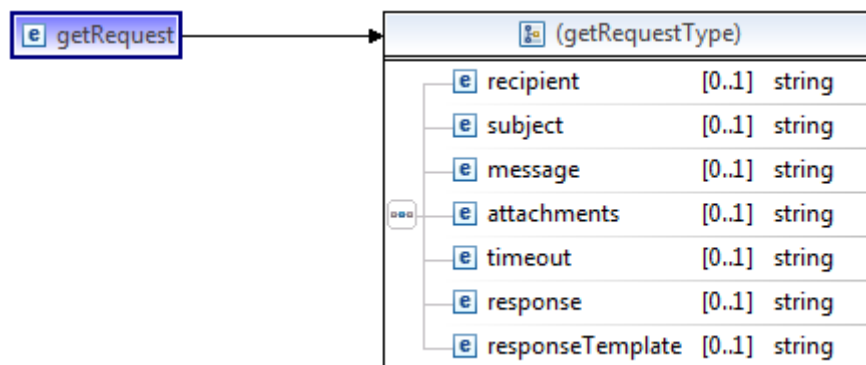 e getRequest
(getRequestType)
e recipient [0..1] string
e subject [0..1] string
e message [0..1] string
e attachments [0..1] string
e timeout [0..1] string
e response [0..1] string
e responseTemplate [0..1] string